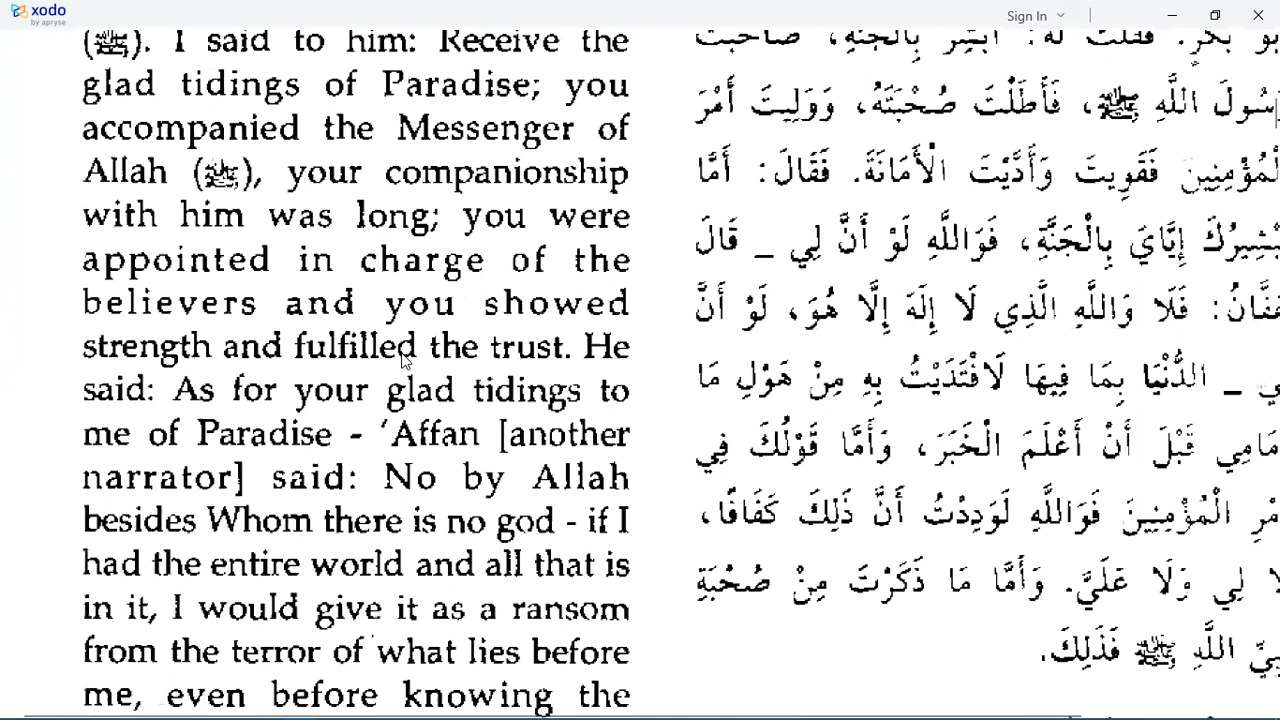 xodo
by apryse
Sign In
(ﷺ). I said to him: Receive the
glad tidings of Paradise; you
accompanied the Messenger of
Allah (ﷺ), your companionship
with him was long; you were
appointed in charge of the
believers and you showed
strength and fulfilled the trust. He
said: As for your glad tidings to
me of Paradise - ‘Affan [another
narrator] said: No by Allah
besides Whom there is no god - if I
had the entire world and all that is
in it, I would give it as a ransom
from the terror of what lies before
me, even before knowing the
بو بكر. فقلت له: أبشر بالجنة، صاحبت
سُولَ اللَّهِ ﷺ، فَأَطَلْتَ صُحْبَتَهُ، وَوَلِيتَ أَمْرَ
لْمُؤْمِنِينَ فَقَوِيتَ وَأَدَّيْتَ الْأَمَانَةَ. فَقَالَ: أَمَّا
بْشِيرُكَ إِيَّايَ بِالْجَنَّةِ، فَوَاللَّهِ لَوْ أَنَّ لِي _ قَالَ
عَفَّانُ: فَلَا وَاللَّهِ الَّذِي لَا إِلَهَ إِلَّا هُوَ، لَوْ أَنَّ
ي _ الدُّنْيَا بِمَا فِيهَا لَافْتَدَيْتُ بِهِ مِنْ هَوْلِ مَا
مَامِي قَبْلَ أَنْ أَعْلَمَ الْخَبَرَ، وَأَمَّا قَوْلُكَ فِي
مْرِ الْمُؤْمِنِينَ فَوَاللَّهِ لَوَدِدْتُ أَنَّ ذَلِكَ كَفَافًا،
لَا لِي وَلَا عَلَيَّ. وَأَمَّا مَا ذَكَرْتَ مِنْ صُحْبَةِ
بِيِّ اللَّهِ ﷺ فَذَلِكَ.